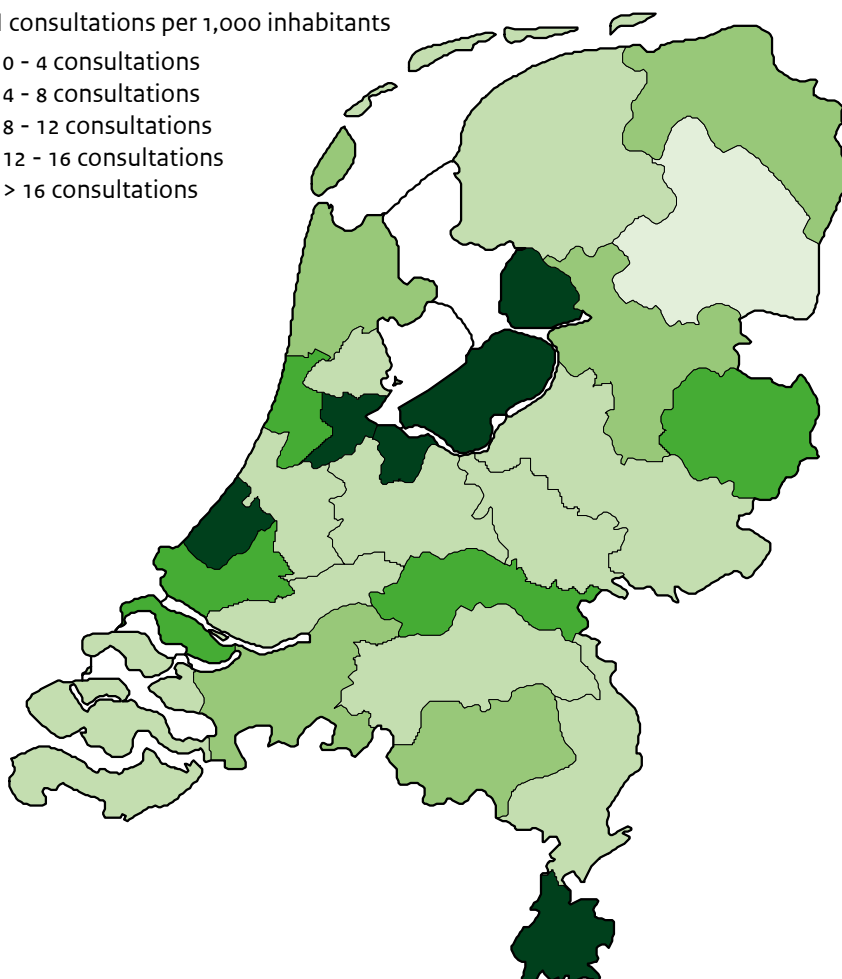 consultations per 1,000 inhabitants
0 - 4 consultations
4 - 8 consultations
8 - 12 consultations
12 - 16 consultations
> 16 consultations